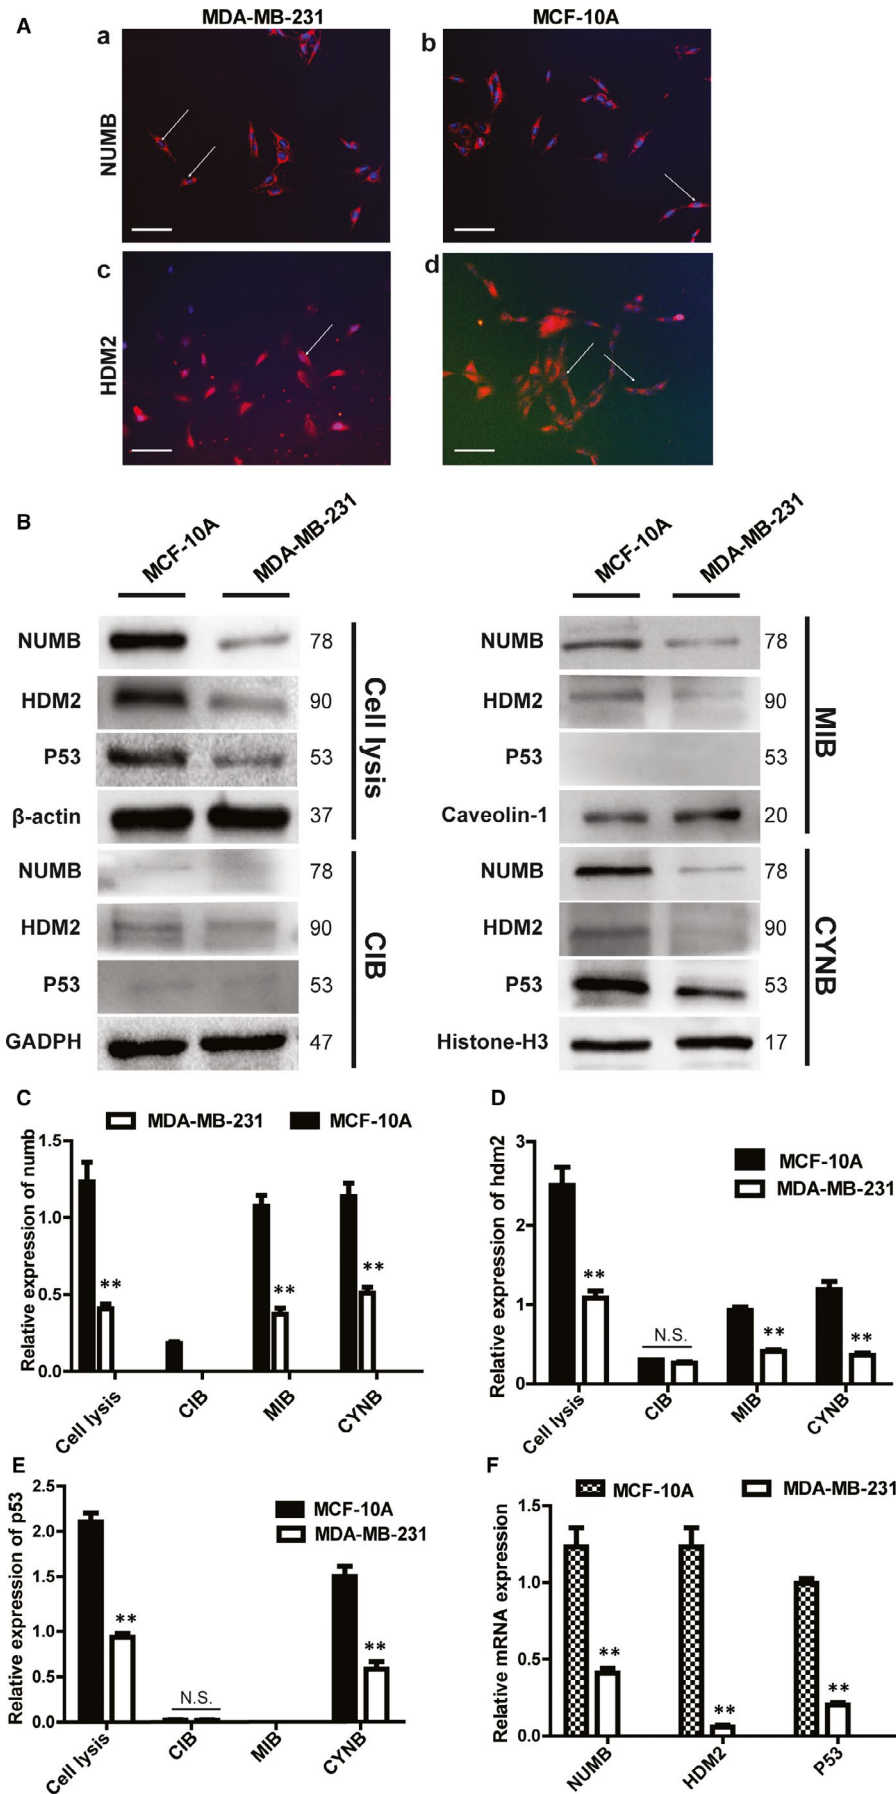 A
MDA-MB-231
MCF-10A
a
b
NUMB
c
d
HDM2
B
MCF-10A
MDA-MB-231
NUMB 78
HDM2 90
P53 53
β-actin 37
Cell lysis
NUMB 78
HDM2 90
P53 53
GADPH 47
CIB
MCF-10A
MDA-MB-231
NUMB 78
HDM2 90
P53 53
Caveolin-1 20
MIB
NUMB 78
HDM2 90
P53 53
Histone-H3 17
CYNB
C
MDA-MB-231 MCF-10A
Relative expression of numb
1.5
1.0
0.5
0.0
**
**
**
Cell lysis CIB MIB CYNB
D
MCF-10A
MDA-MB-231
Relative expression of hdm2
3
2
1
0
**
N.S.
**
**
Cell lysis CIB MIB CYNB
E
MCF-10A
MDA-MB-231
Relative expression of p53
2.5
2.0
1.5
1.0
0.5
0.0
**
N.S.
**
Cell lysis CIB MIB CYNB
F
MCF-10A MDA-MB-231
Relative mRNA expression
1.5
1.0
0.5
0.0
**
**
**
NUMB HDM2 P53